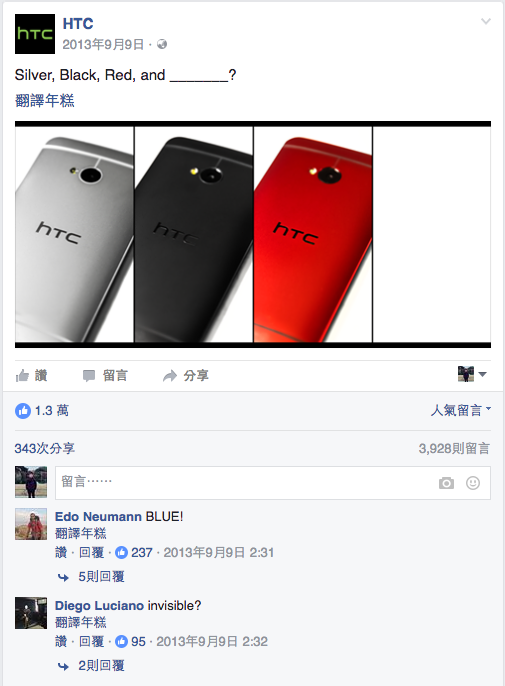 hTC
HTC
2013年9月9日 ·
Silver, Black, Red, and _______?
翻譯年糕
hTC
hTC
hTC
讚 留言 分享
1.3 萬 人氣留言
343次分享 3,928則留言
留言……
Edo Neumann BLUE!
翻譯年糕
讚 · 回覆 · 237 · 2013年9月9日 2:31
5則回覆
Diego Luciano invisible?
翻譯年糕
讚 · 回覆 · 95 · 2013年9月9日 2:32
2則回覆